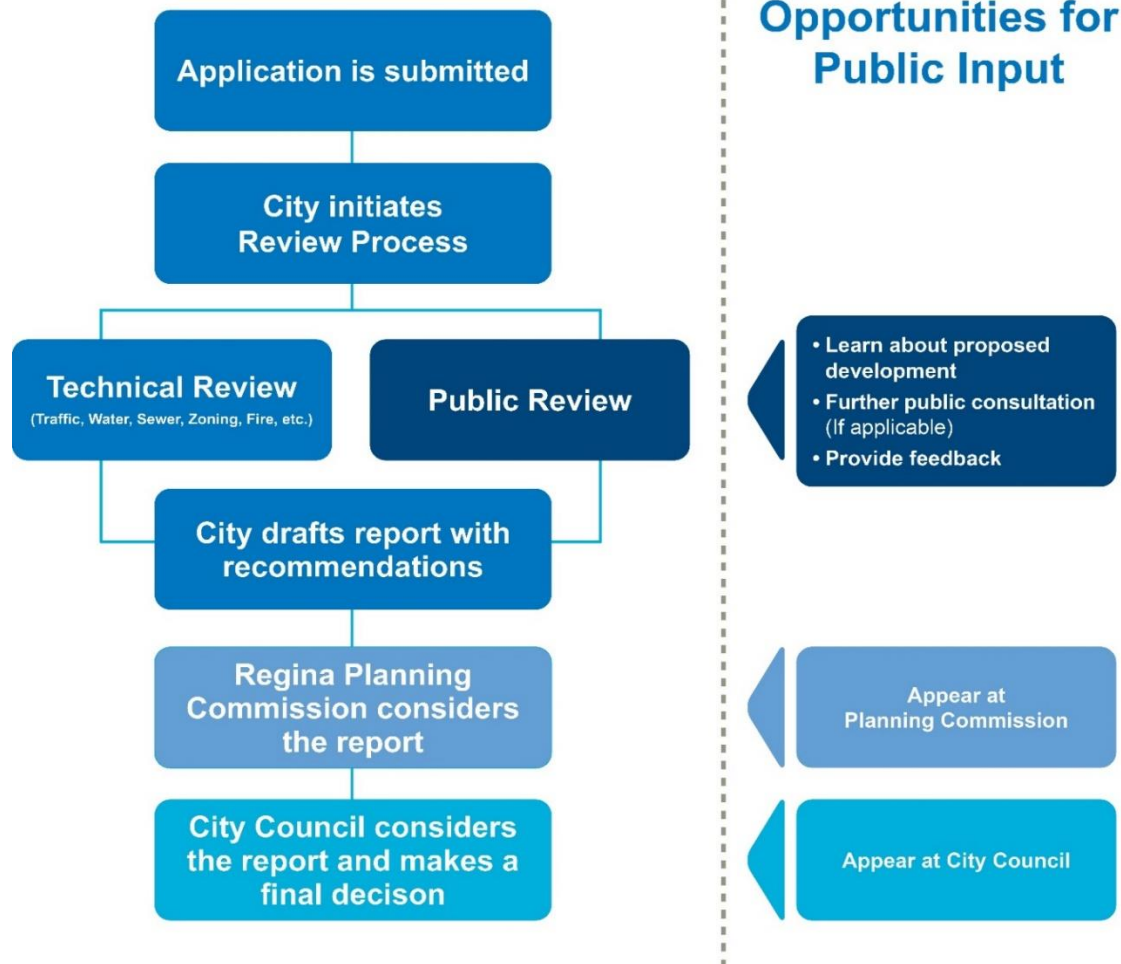 Application is submitted
City initiates
Review Process
Technical Review
(Traffic, Water, Sewer, Zoning, Fire, etc.)
Public Review
City drafts report with
recommendations
Regina Planning
Commission considers
the report
City Council considers
the report and makes a
final decison
Opportunities for
Public Input
• Learn about proposed
development
• Further public consultation
(If applicable)
• Provide feedback
Appear at
Planning Commission
Appear at City Council